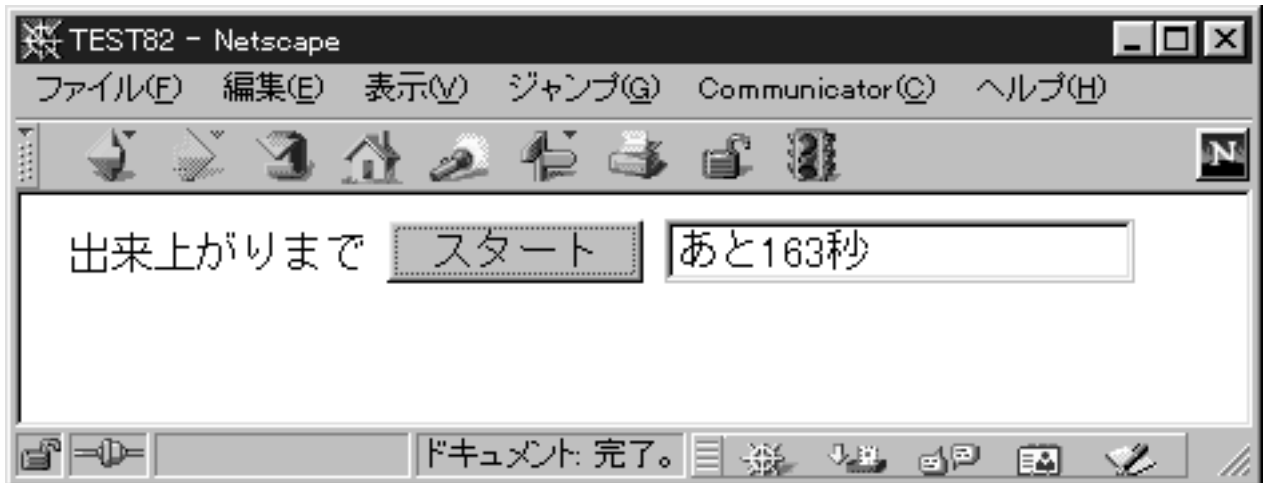 TEST82 - Netscape
ファイル(F) 編集(E) 表示(V) ジャンプ(G) Communicator(C) ヘルプ(H)
N
出来上がりまで スタート あと163秒
ドキュメント: 完了。